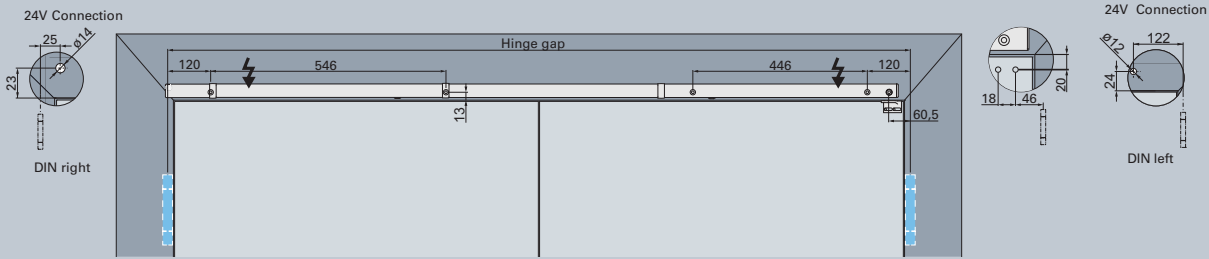 24V Connection
25
ø14
23
DIN right
Hinge gap
120
546
446
120
13
60,5
18
46
20
24V Connection
ø12
122
24
DIN left